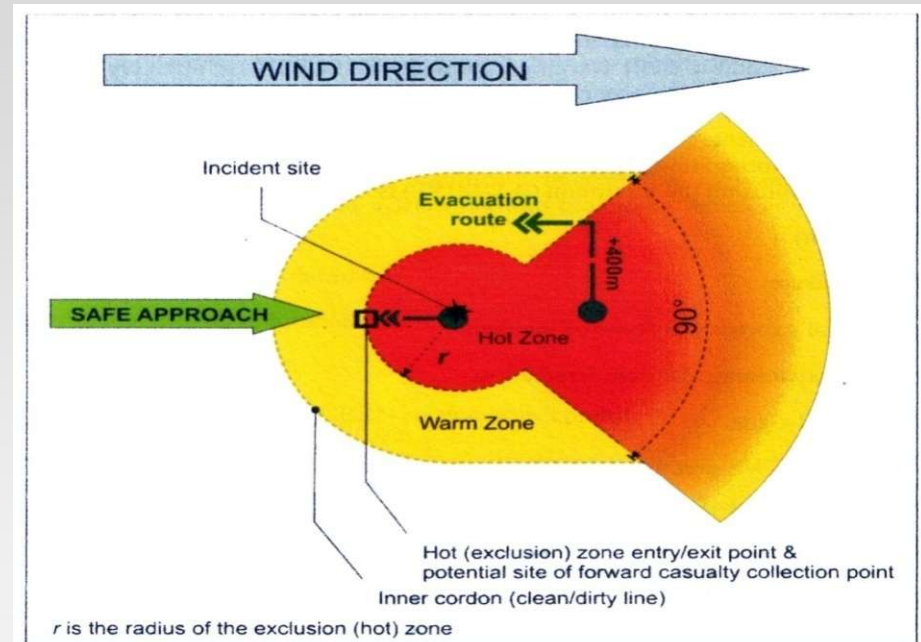 WIND DIRECTION
Incident site
Evacuation
route
+400m
SAFE APPROACH
Hot Zone
r
90°
Warm Zone
Hot (exclusion) zone entry/exit point &
potential site of forward casualty collection point
Inner cordon (clean/dirty line)
r is the radius of the exclusion (hot) zone